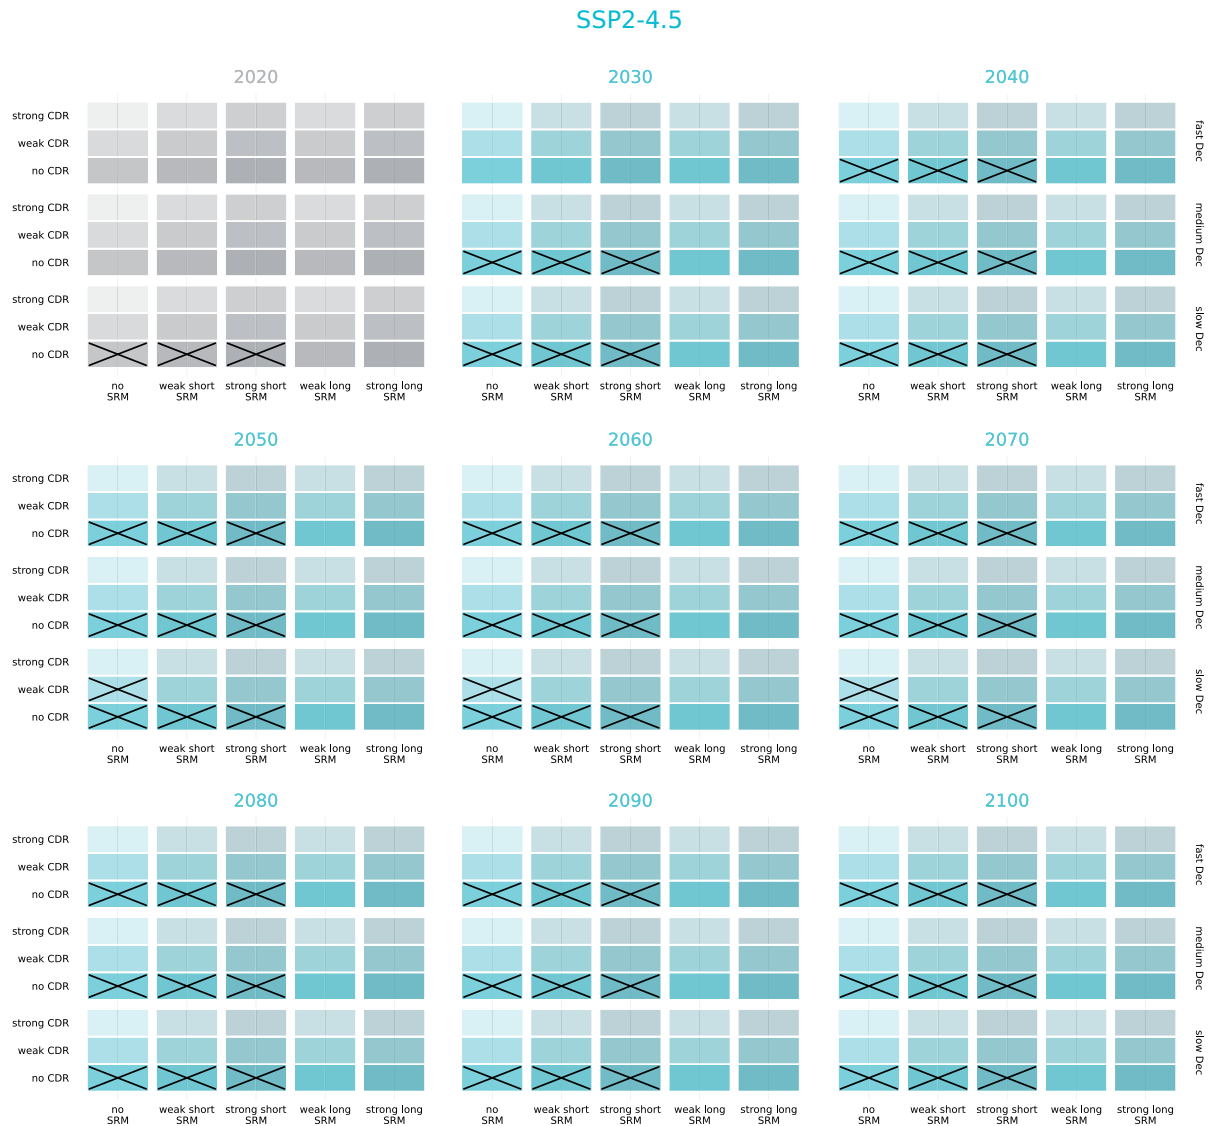 SSP2-4.5
2020
2030
2040
strong CDR
weak CDR
no CDR
fast Dec
strong CDR
weak CDR
no CDR
medium Dec
strong CDR
weak CDR
no CDR
slow Dec
no
SRM
weak short
SRM
strong short
SRM
weak long
SRM
strong long
SRM
no
SRM
weak short
SRM
strong short
SRM
weak long
SRM
strong long
SRM
no
SRM
weak short
SRM
strong short
SRM
weak long
SRM
strong long
SRM
2050
2060
2070
strong CDR
weak CDR
no CDR
fast Dec
strong CDR
weak CDR
no CDR
medium Dec
strong CDR
weak CDR
no CDR
slow Dec
no
SRM
weak short
SRM
strong short
SRM
weak long
SRM
strong long
SRM
no
SRM
weak short
SRM
strong short
SRM
weak long
SRM
strong long
SRM
no
SRM
weak short
SRM
strong short
SRM
weak long
SRM
strong long
SRM
2080
2090
2100
strong CDR
weak CDR
no CDR
fast Dec
strong CDR
weak CDR
no CDR
medium Dec
strong CDR
weak CDR
no CDR
slow Dec
no
SRM
weak short
SRM
strong short
SRM
weak long
SRM
strong long
SRM
no
SRM
weak short
SRM
strong short
SRM
weak long
SRM
strong long
SRM
no
SRM
weak short
SRM
strong short
SRM
weak long
SRM
strong long
SRM